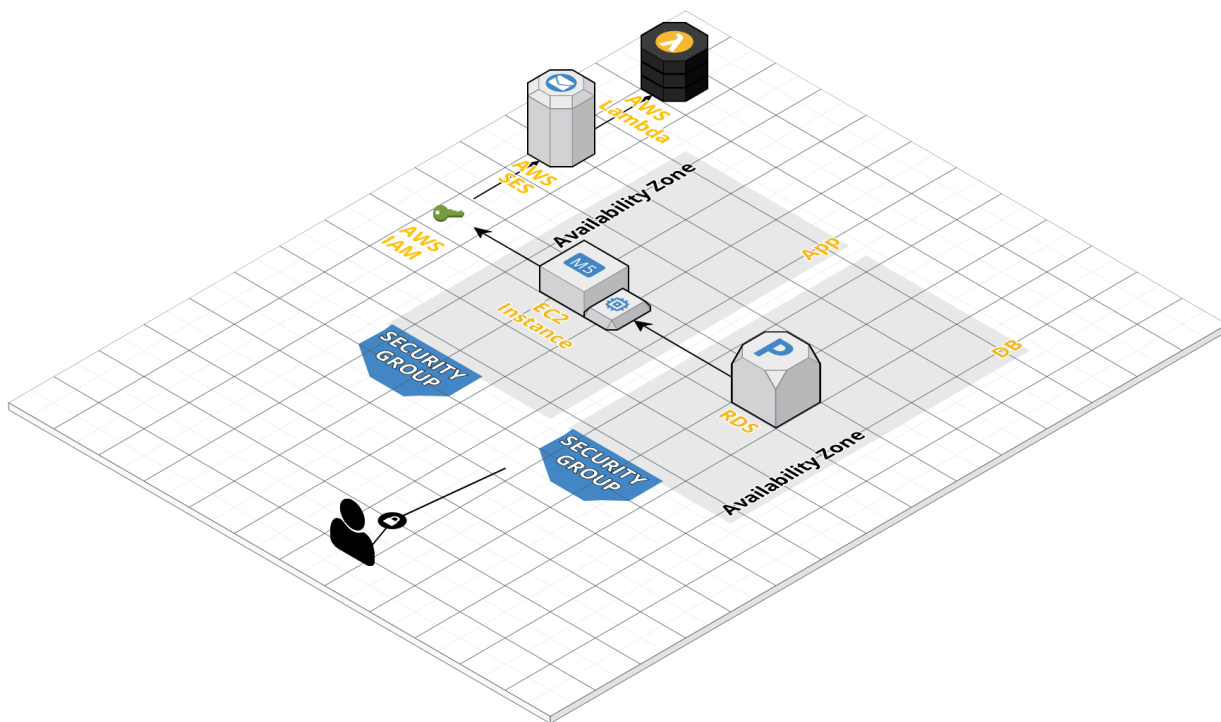 λ
AWS
Lambda
AWS
SES
Availability Zone
AWS
IAM
App
M5
EC2
Instance
SECURITY
GROUP
DB
P
RDS
SECURITY
GROUP
Availability Zone